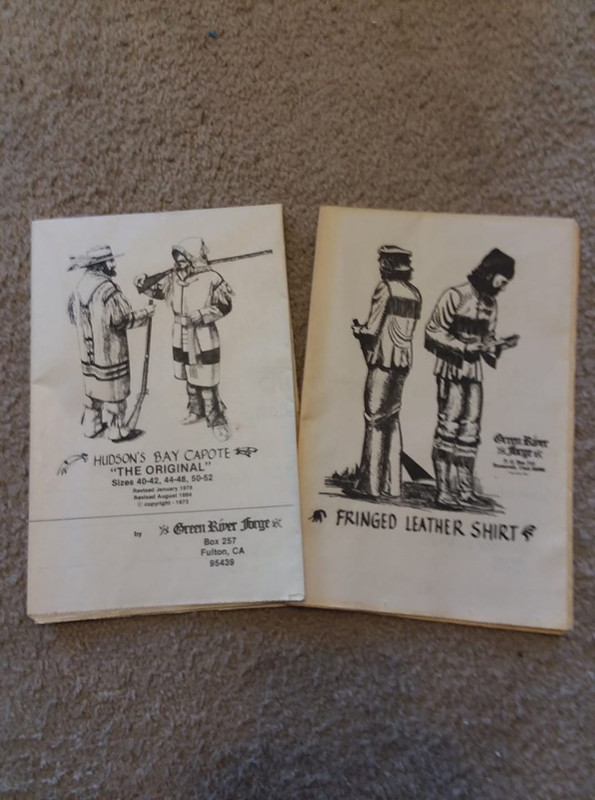 HUDSON'S BAY CAPOTE
"THE ORIGINAL"
Sizes 40-42, 44-48, 50-52
Revised January 1978
Revised August 1984
© copyright - 1973
by Green River Forge
Box 257
Fulton, CA
95439
Green River
Forge
FRINGED LEATHER SHIRT